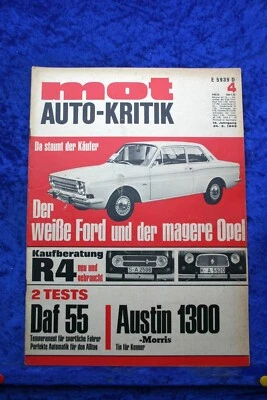 mot
E 5939 D
4
AUTO-KRITIK
Da staunt der Käufer
Der
weiße Ford und der magere Opel
Kaufberatung
R4 neu und
gebraucht
2 TESTS
Daf 55
Temperament für sportliche Fahrer
Perfekte Automatik für den Alltag
Austin 1300
-Morris
Tip für Kenner